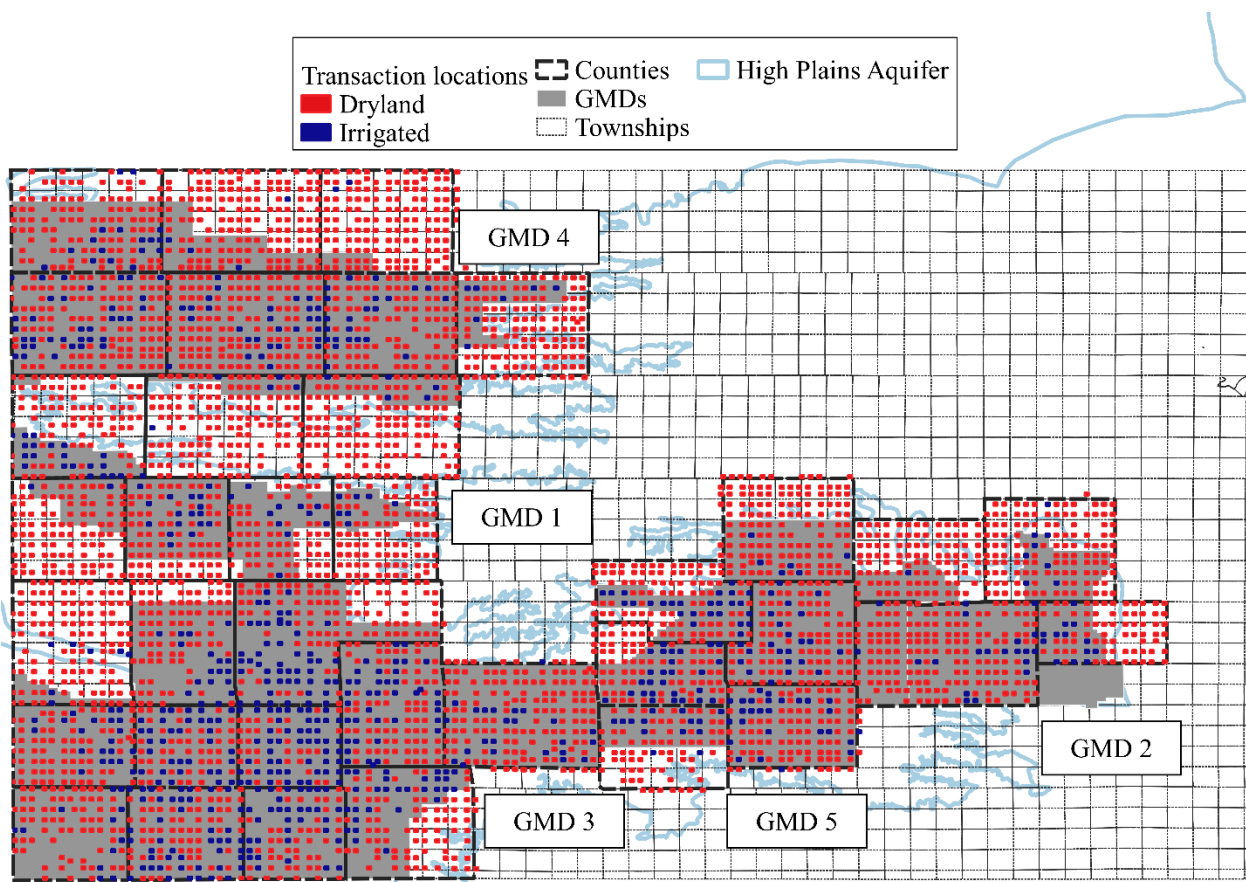 Transaction locations
Dryland
Irrigated
Counties
GMDs
Townships
High Plains Aquifer
GMD 4
GMD 1
GMD 2
GMD 3
GMD 5